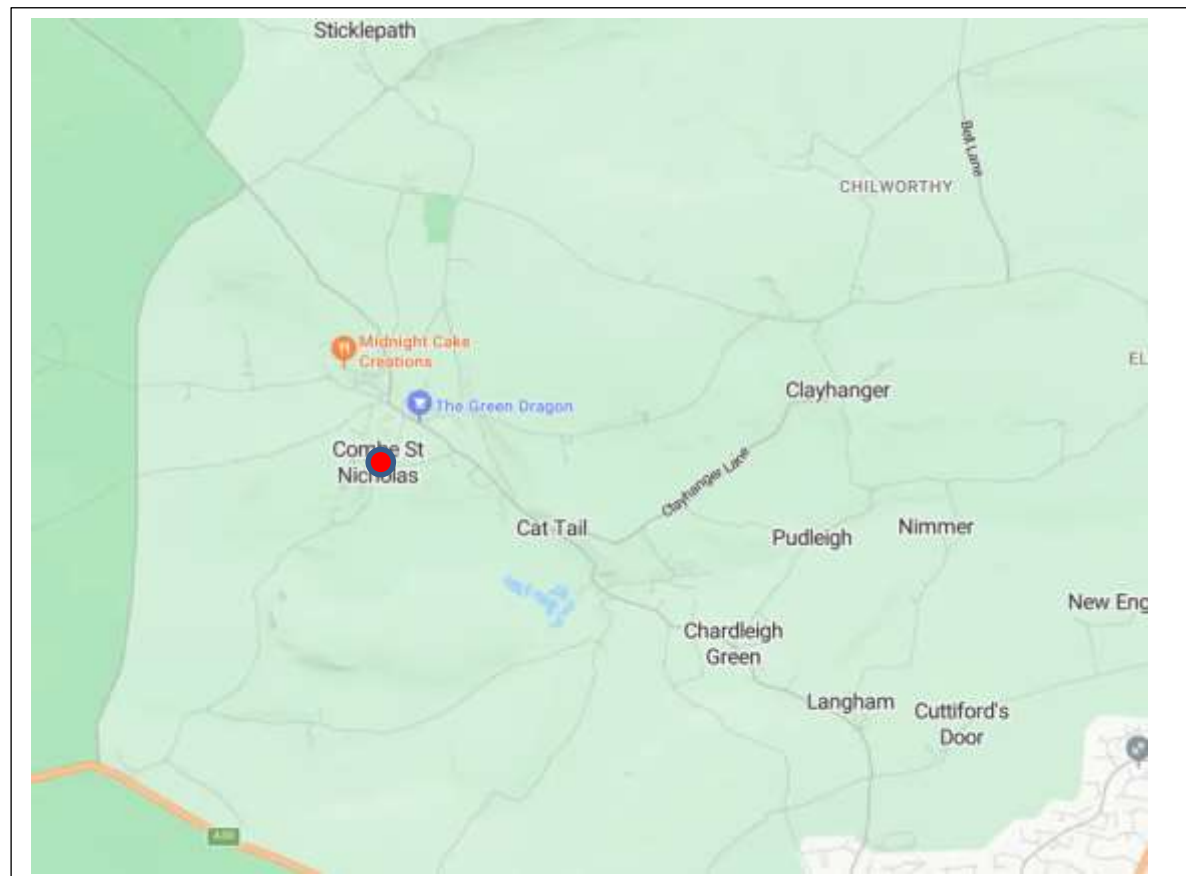 Sticklepath
Bell Lane
CHILWORTHY
Midnight Cake
Creations
The Green Dragon
Clayhanger
EL
Combe St
Nicholas
Clayhanger Lane
Cat Tail
Pudleigh
Nimmer
New Eng
Chardleigh
Green
Langham
Cuttiford's
Door